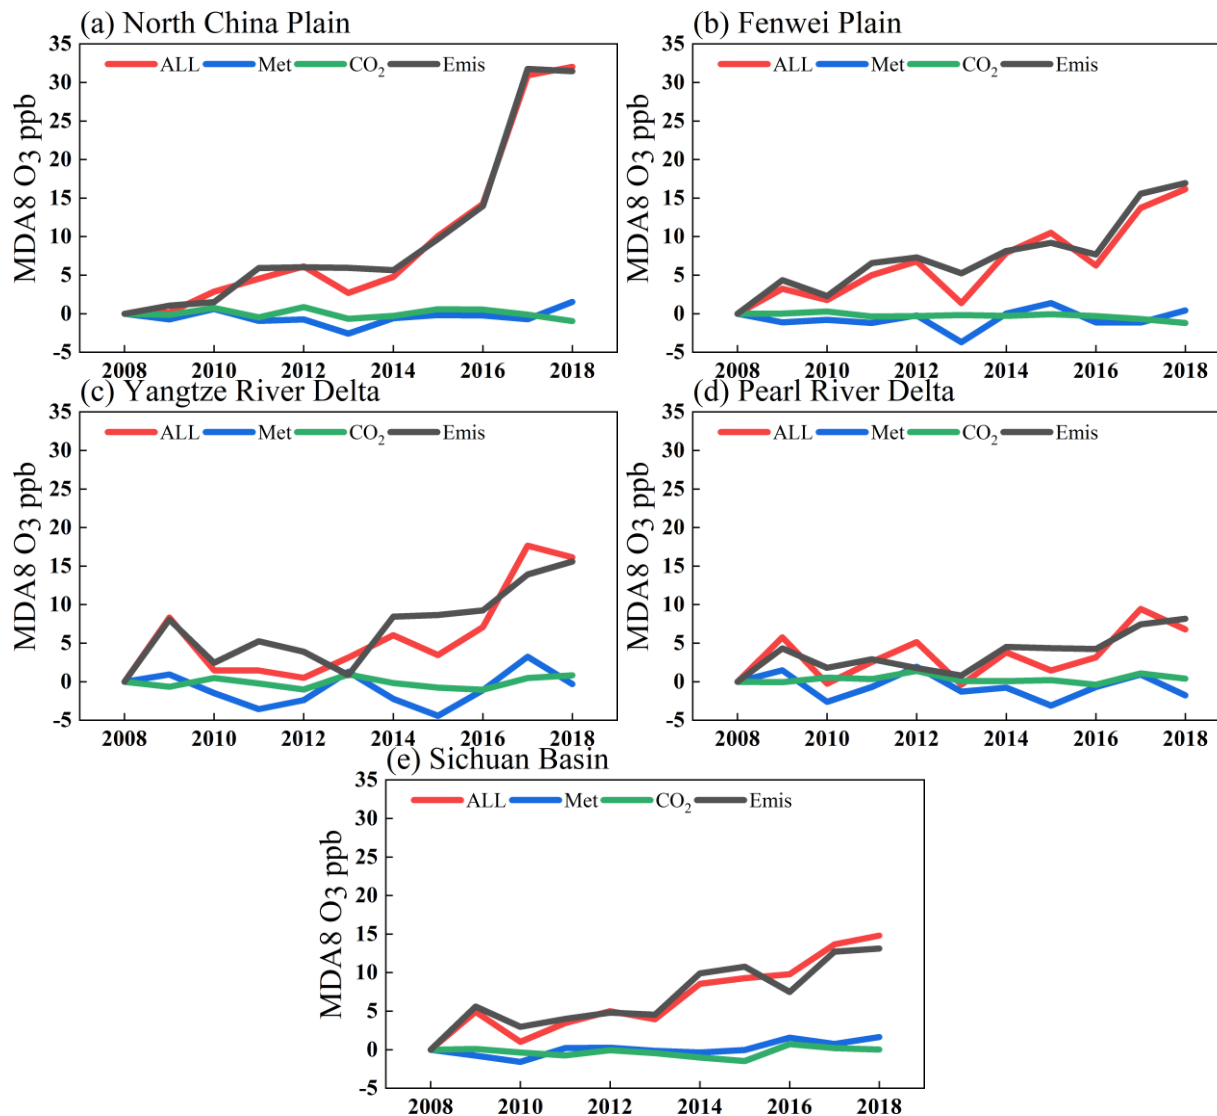 (a) North China Plain
ALL Met CO₂ Emis
MDA8 O3 ppb
35
30
25
20
15
10
5
0
-5
2008 2010 2012 2014 2016 2018
(b) Fenwei Plain
ALL Met CO₂ Emis
MDA8 O3 ppb
35
30
25
20
15
10
5
0
-5
2008 2010 2012 2014 2016 2018
(c) Yangtze River Delta
ALL Met CO₂ Emis
MDA8 O3 ppb
35
30
25
20
15
10
5
0
-5
2008 2010 2012 2014 2016 2018
(d) Pearl River Delta
ALL Met CO₂ Emis
MDA8 O3 ppb
35
30
25
20
15
10
5
0
-5
2008 2010 2012 2014 2016 2018
(e) Sichuan Basin
ALL Met CO₂ Emis
MDA8 O3 ppb
35
30
25
20
15
10
5
0
-5
2008 2010 2012 2014 2016 2018